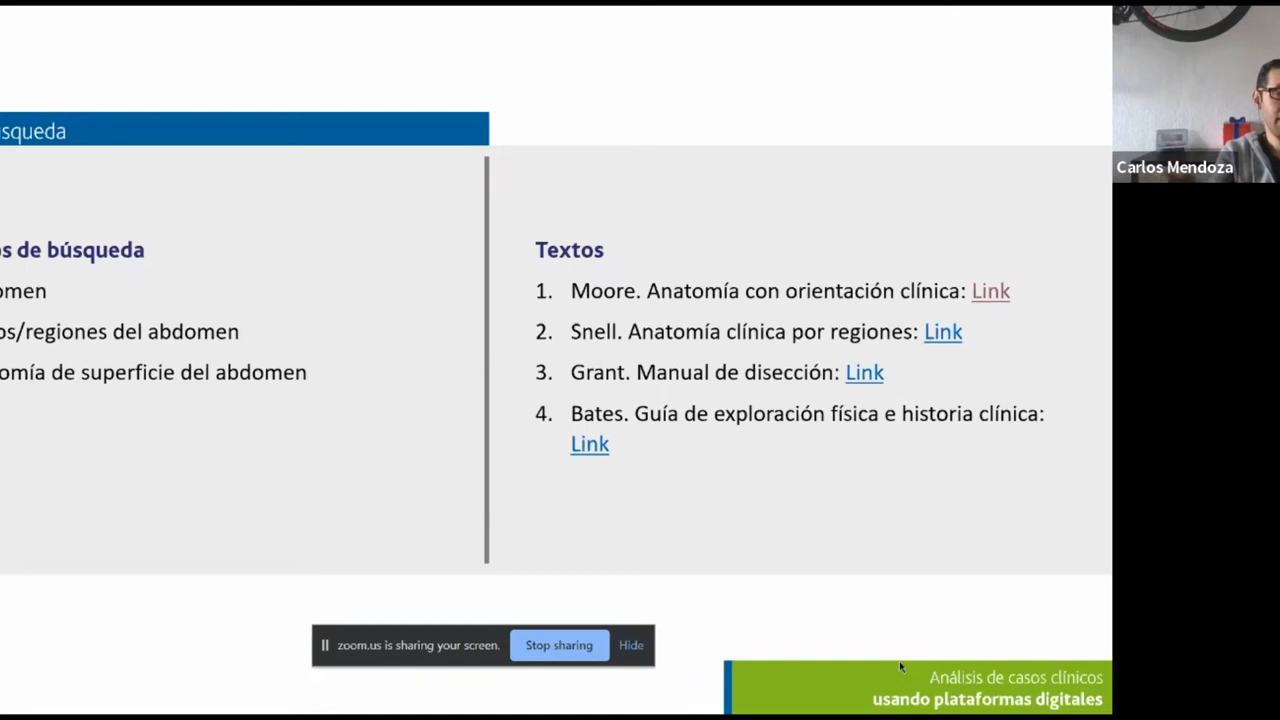 squeda
Carlos Mendoza
s de búsqueda
omen
os/regiones del abdomen
omía de superficie del abdomen
Textos
1. Moore. Anatomía con orientación clínica: Link
2. Snell. Anatomía clínica por regiones: Link
3. Grant. Manual de disección: Link
4. Bates. Guía de exploración física e historia clínica:
Link
zoom.us is sharing your screen. Stop sharing Hide
Análisis de casos clínicos
usando plataformas digitales